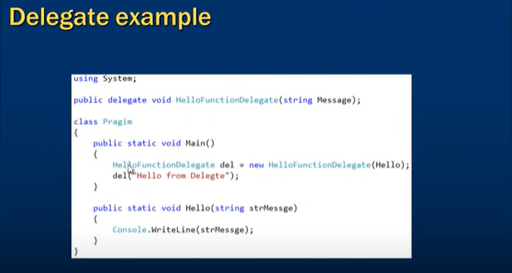 Delegate example
using System;
public delegate void HelloFunctionDelegate(string Message);
class Pragim
{
public static void Main()
{
HelloFunctionDelegate del = new HelloFunctionDelegate(Hello);
del("Hello from Delegte");
}
public static void Hello(string strMessge)
{
Console.WriteLine(strMessge);
}
}